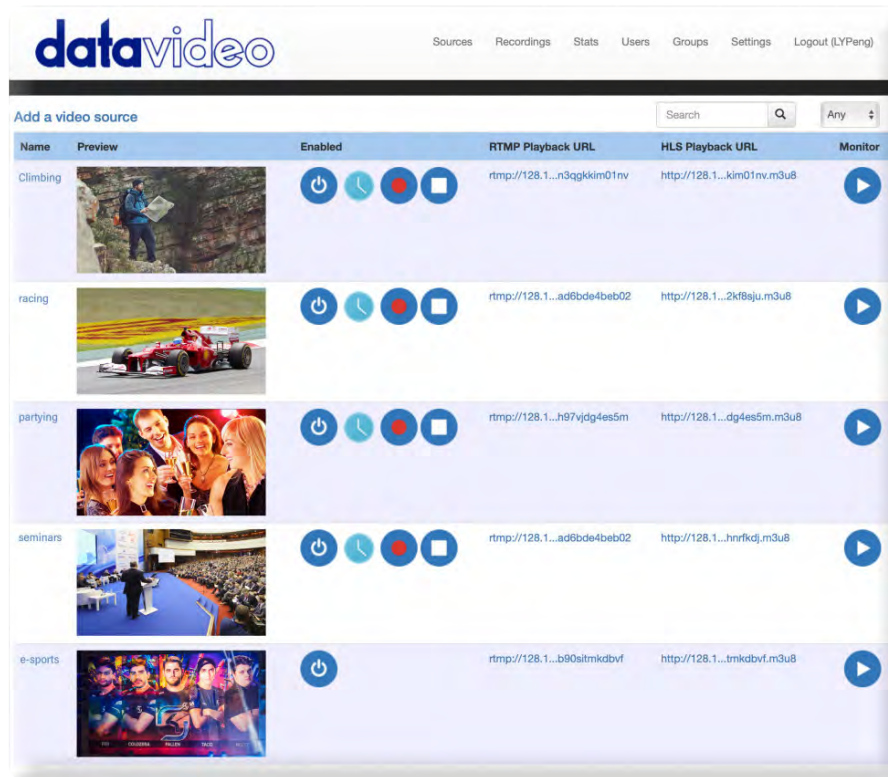 datavideo
Sources Recordings Stats Users Groups Settings Logout (LYPeng)
Add a video source Search Any
Name Preview Enabled RTMP Playback URL HLS Playback URL Monitor
Climbing rtmp://128.1...n3qgkkim01nv http://128.1...kim01nv.m3u8
racing rtmp://128.1...ad6bde4beb02 http://128.1...2kf8sju.m3u8
partying rtmp://128.1...h97vjdg4es5m http://128.1...dg4es5m.m3u8
seminars rtmp://128.1...ad6bde4beb02 http://128.1...hnrfkdj.m3u8
e-sports rtmp://128.1...b90sitmkdbvf http://128.1...tmkdbvf.m3u8
FALLEN TACO